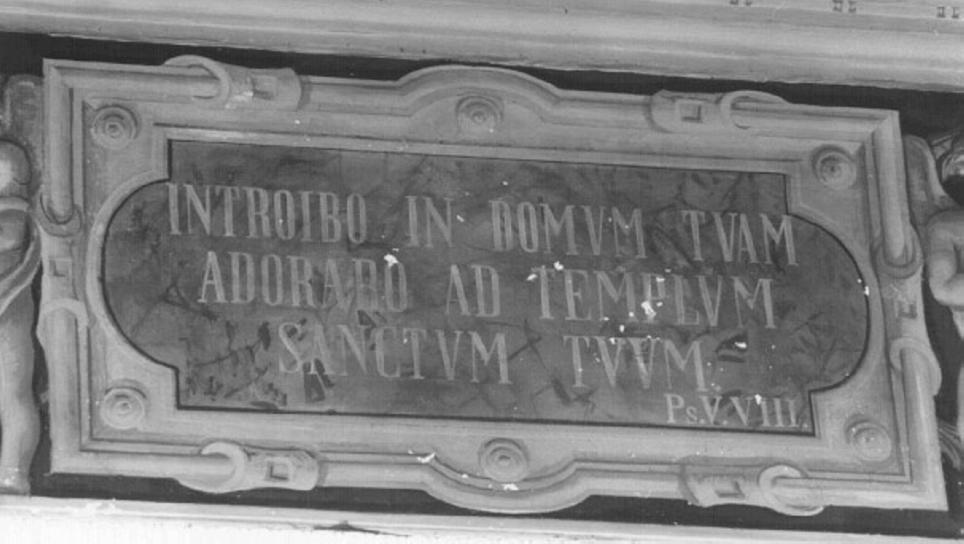 INTROIBO IN DOMVM TVAM
ADORABO AD TEMPLVM
SANCTVM TVVM
Ps.V.VIII.